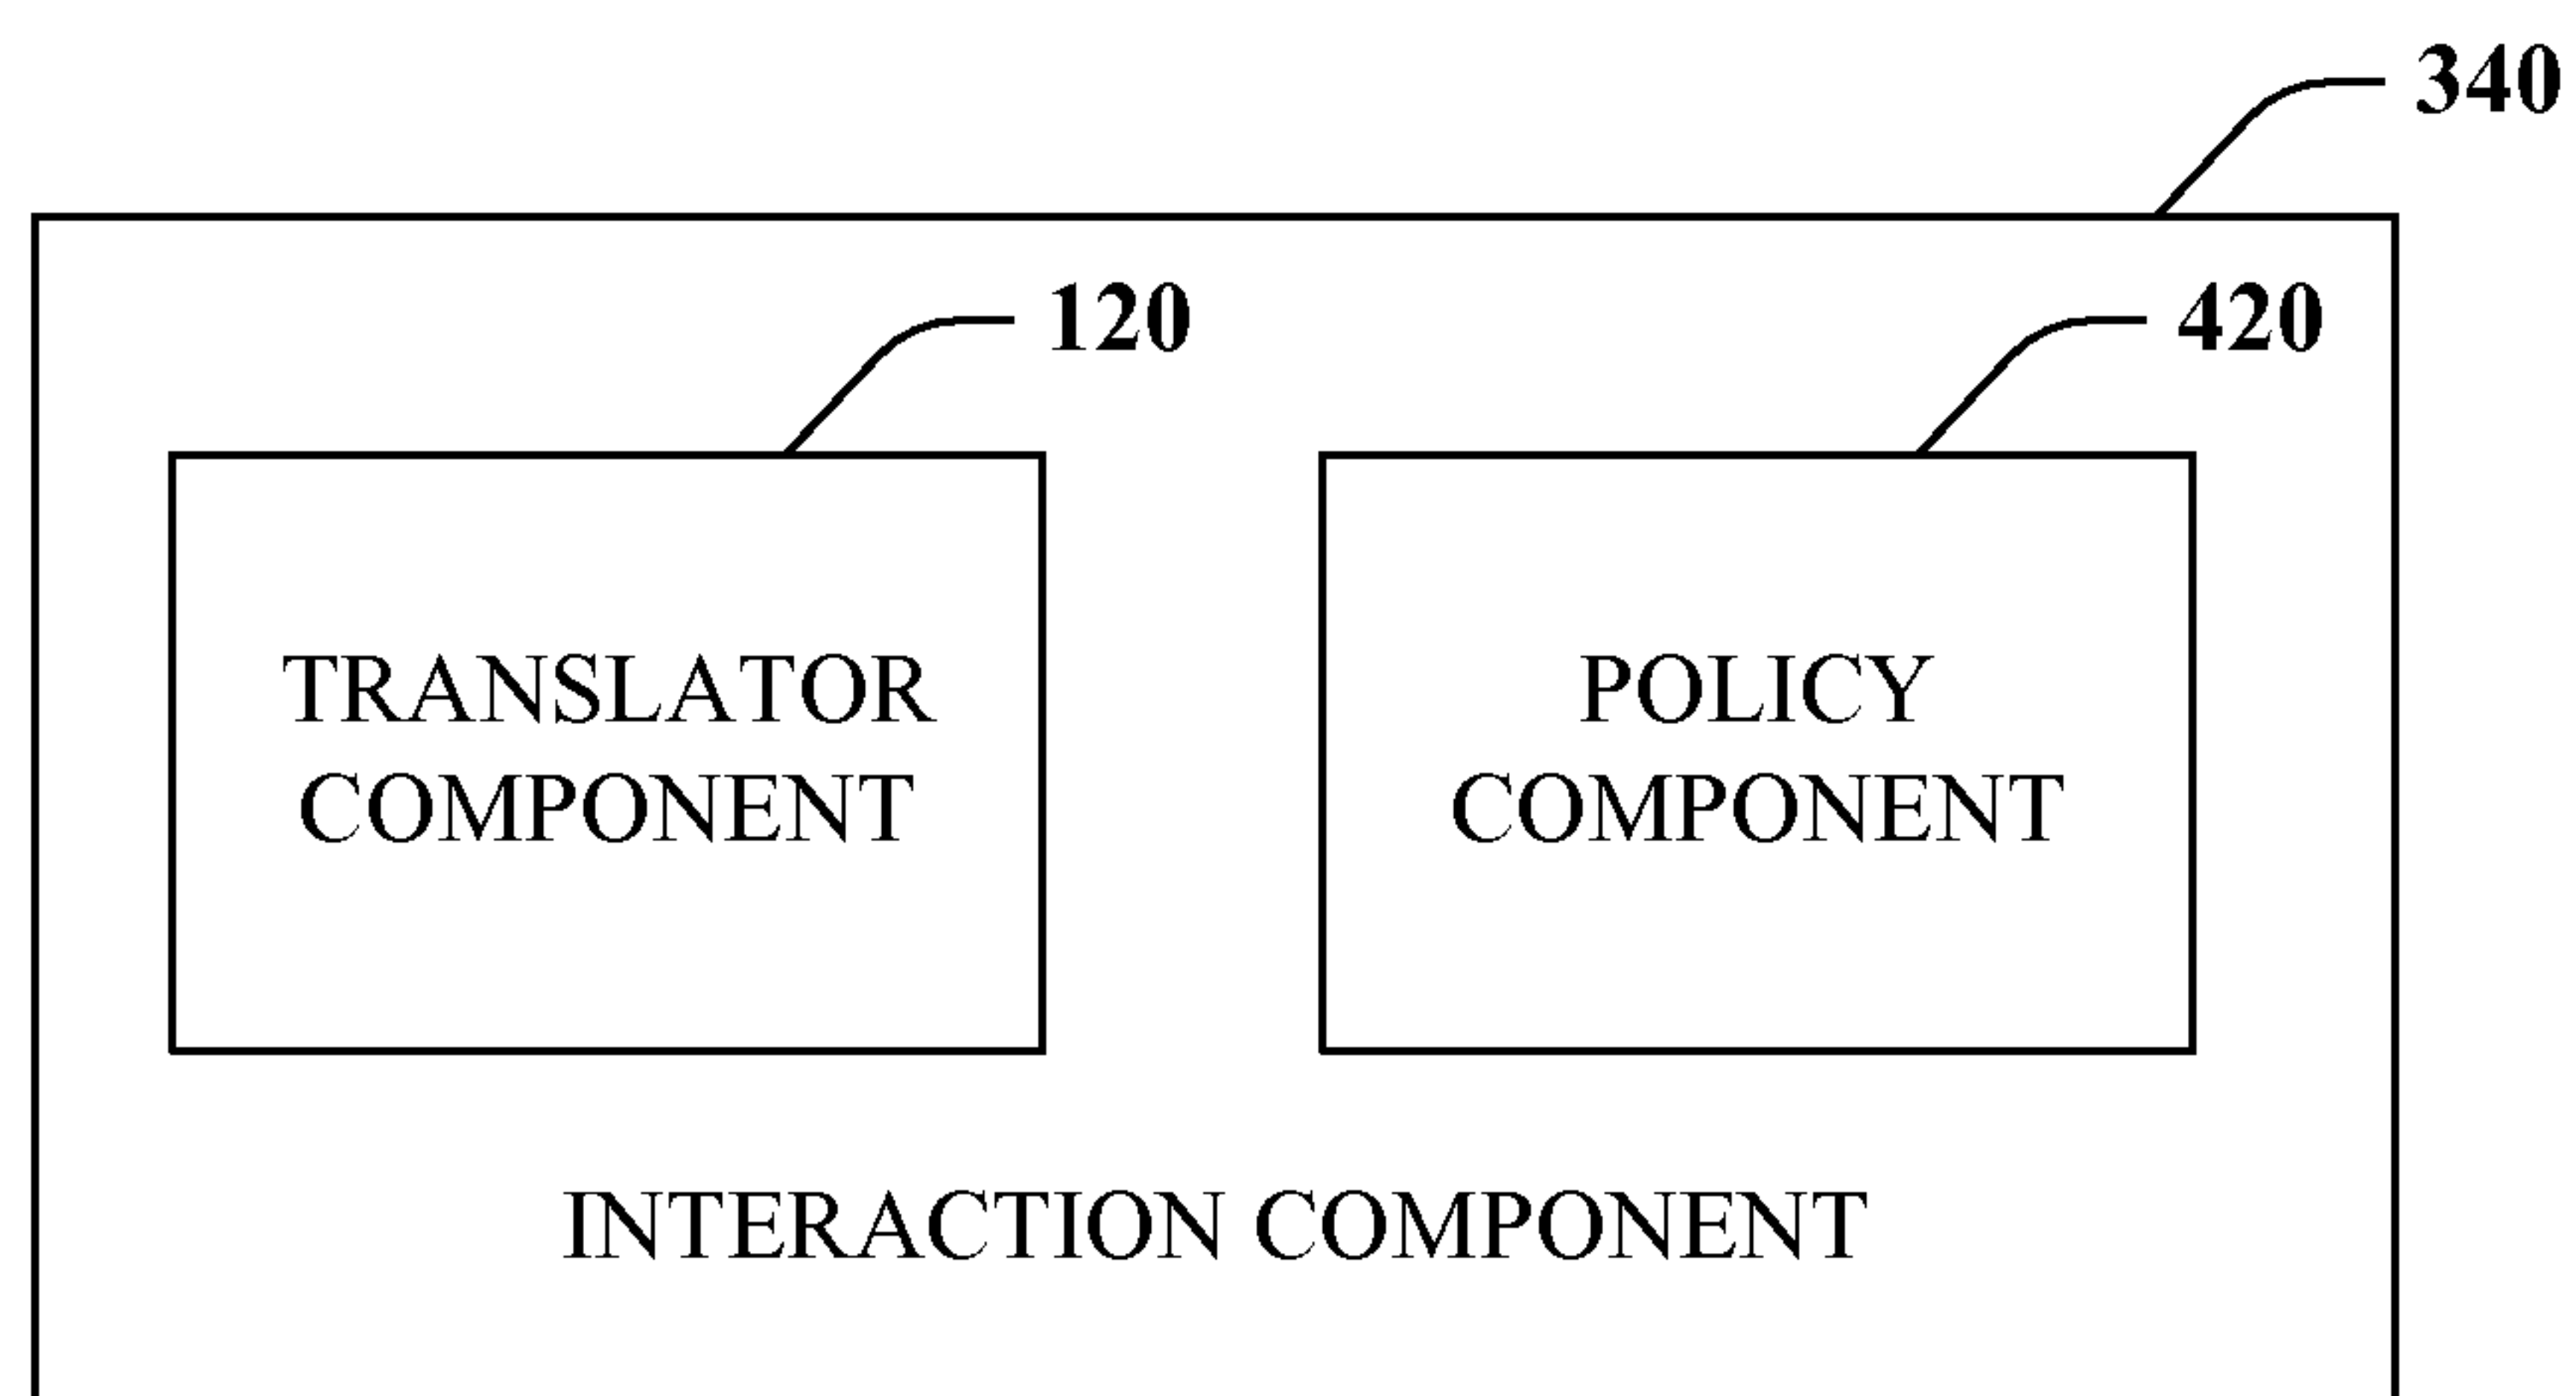 340
120
420
TRANSLATOR
COMPONENT
POLICY
COMPONENT
INTERACTION COMPONENT